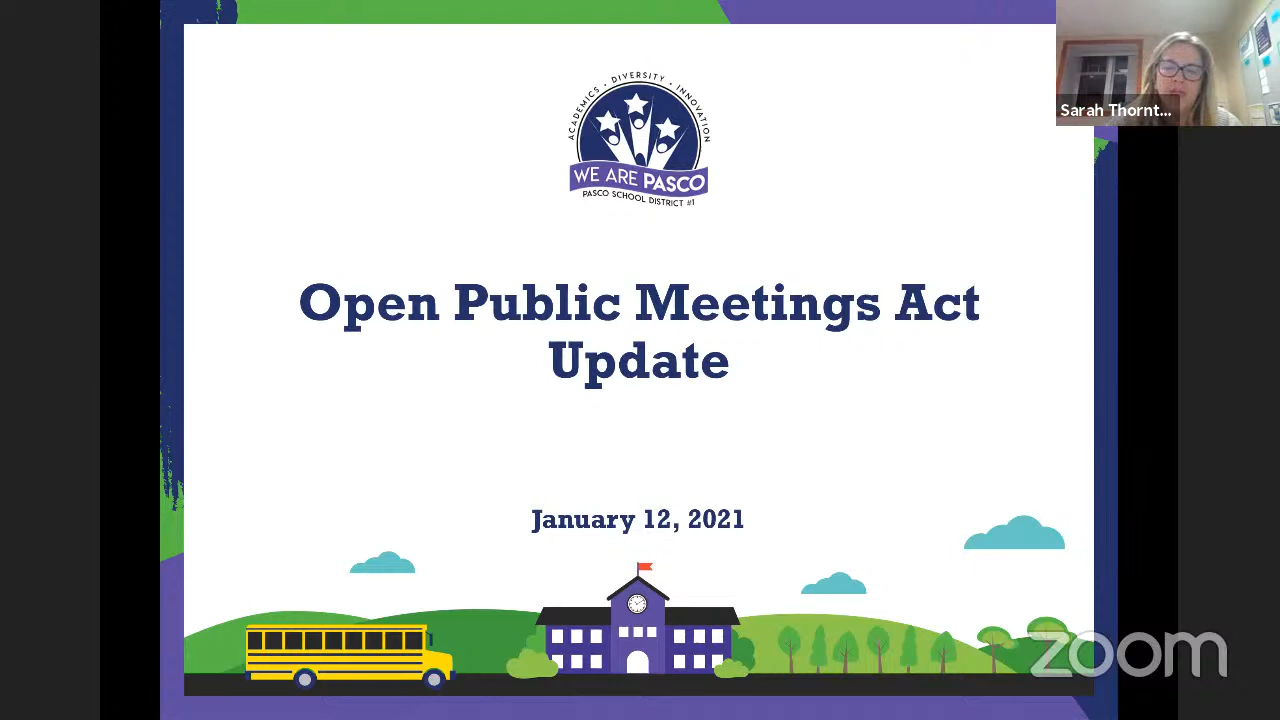 ACADEMICS • DIVERSITY • INNOVATION
WE ARE PASCO
PASCO SCHOOL DISTRICT #1
Sarah Thornt...
Open Public Meetings Act
Update
January 12, 2021
zoom